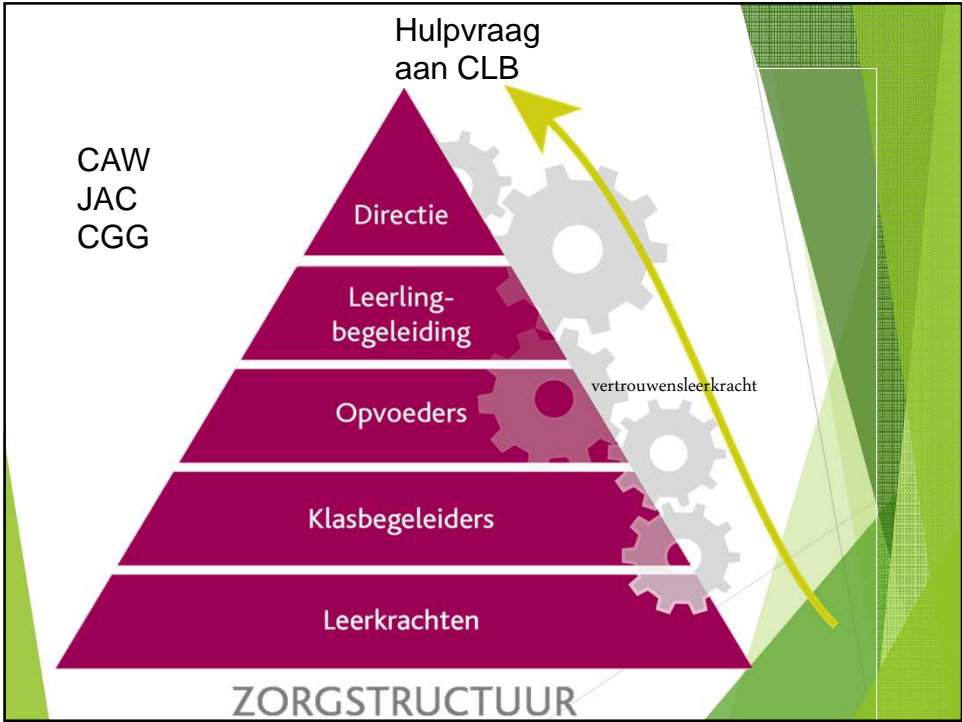 Hulpvraag
aan CLB
CAW
JAC
CGG
Directie
Leerling-
begeleiding
vertrouwensleerkracht
Opvoeders
Klasbegeleiders
Leerkrachten
ZORGSTRUCTUUR